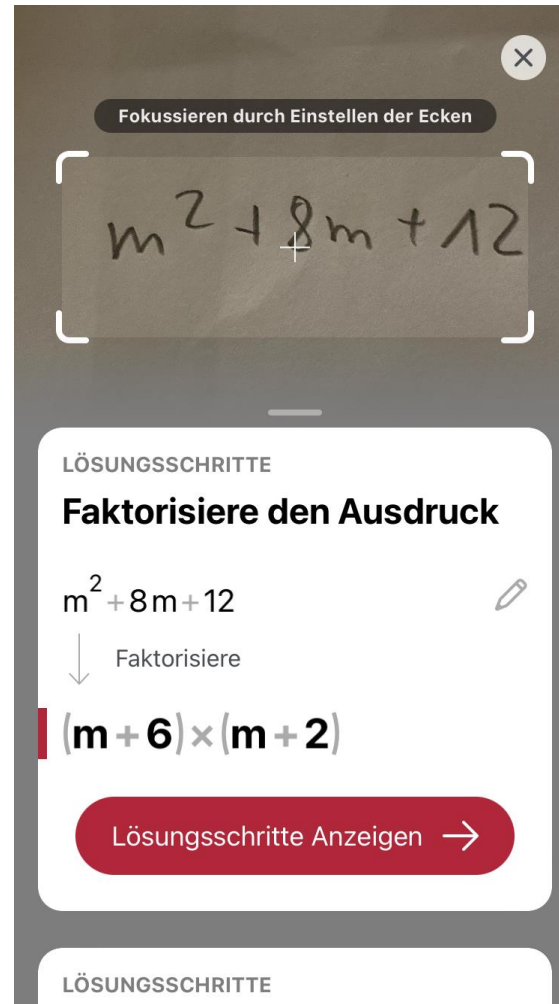 Fokussieren durch Einstellen der Ecken
m² + 8m + 12
LÖSUNGSSCHRITTE
Faktorisiere den Ausdruck
m² + 8m + 12
Faktorisiere
(m + 6) × (m + 2)
Lösungsschritte Anzeigen →
LÖSUNGSSCHRITTE